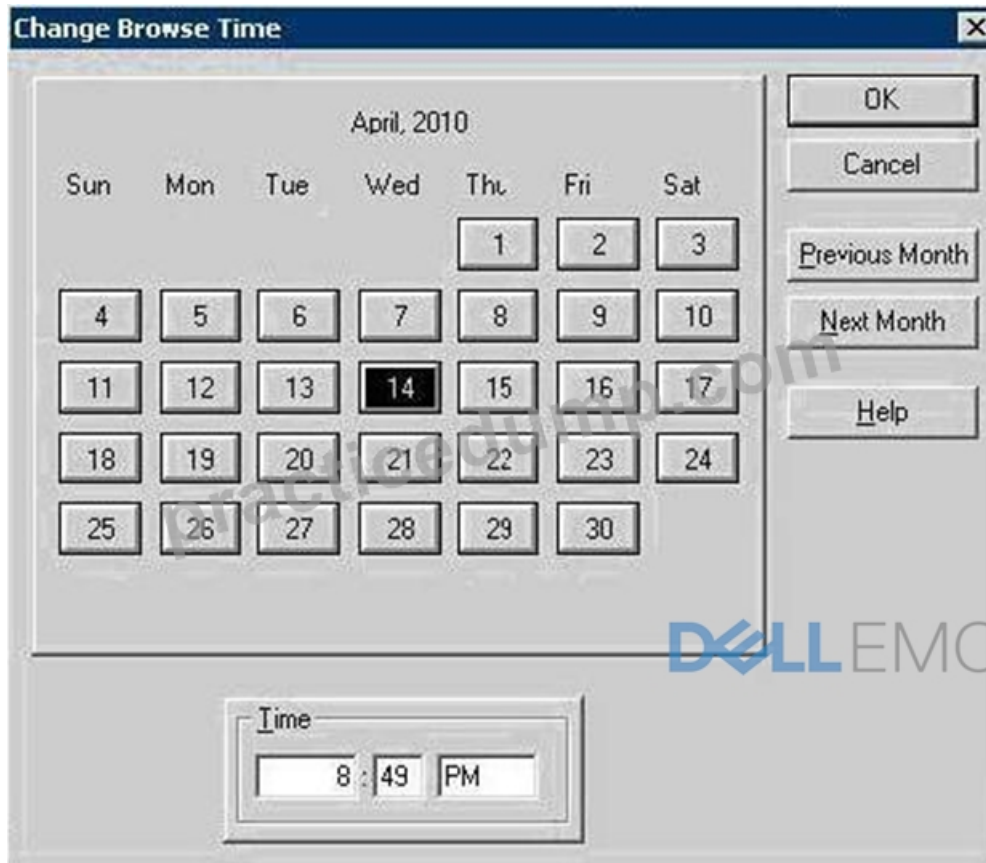 Change Browse Time
April, 2010
Sun Mon Tue Wed Thu Fri Sat
1 2 3
4 5 6 7 8 9 10
11 12 13 14 15 16 17
18 19 20 21 22 23 24
25 26 27 28 29 30
OK
Cancel
Previous Month
Next Month
Help
practicedump.com
DELLEMC
Time
8 : 49 PM